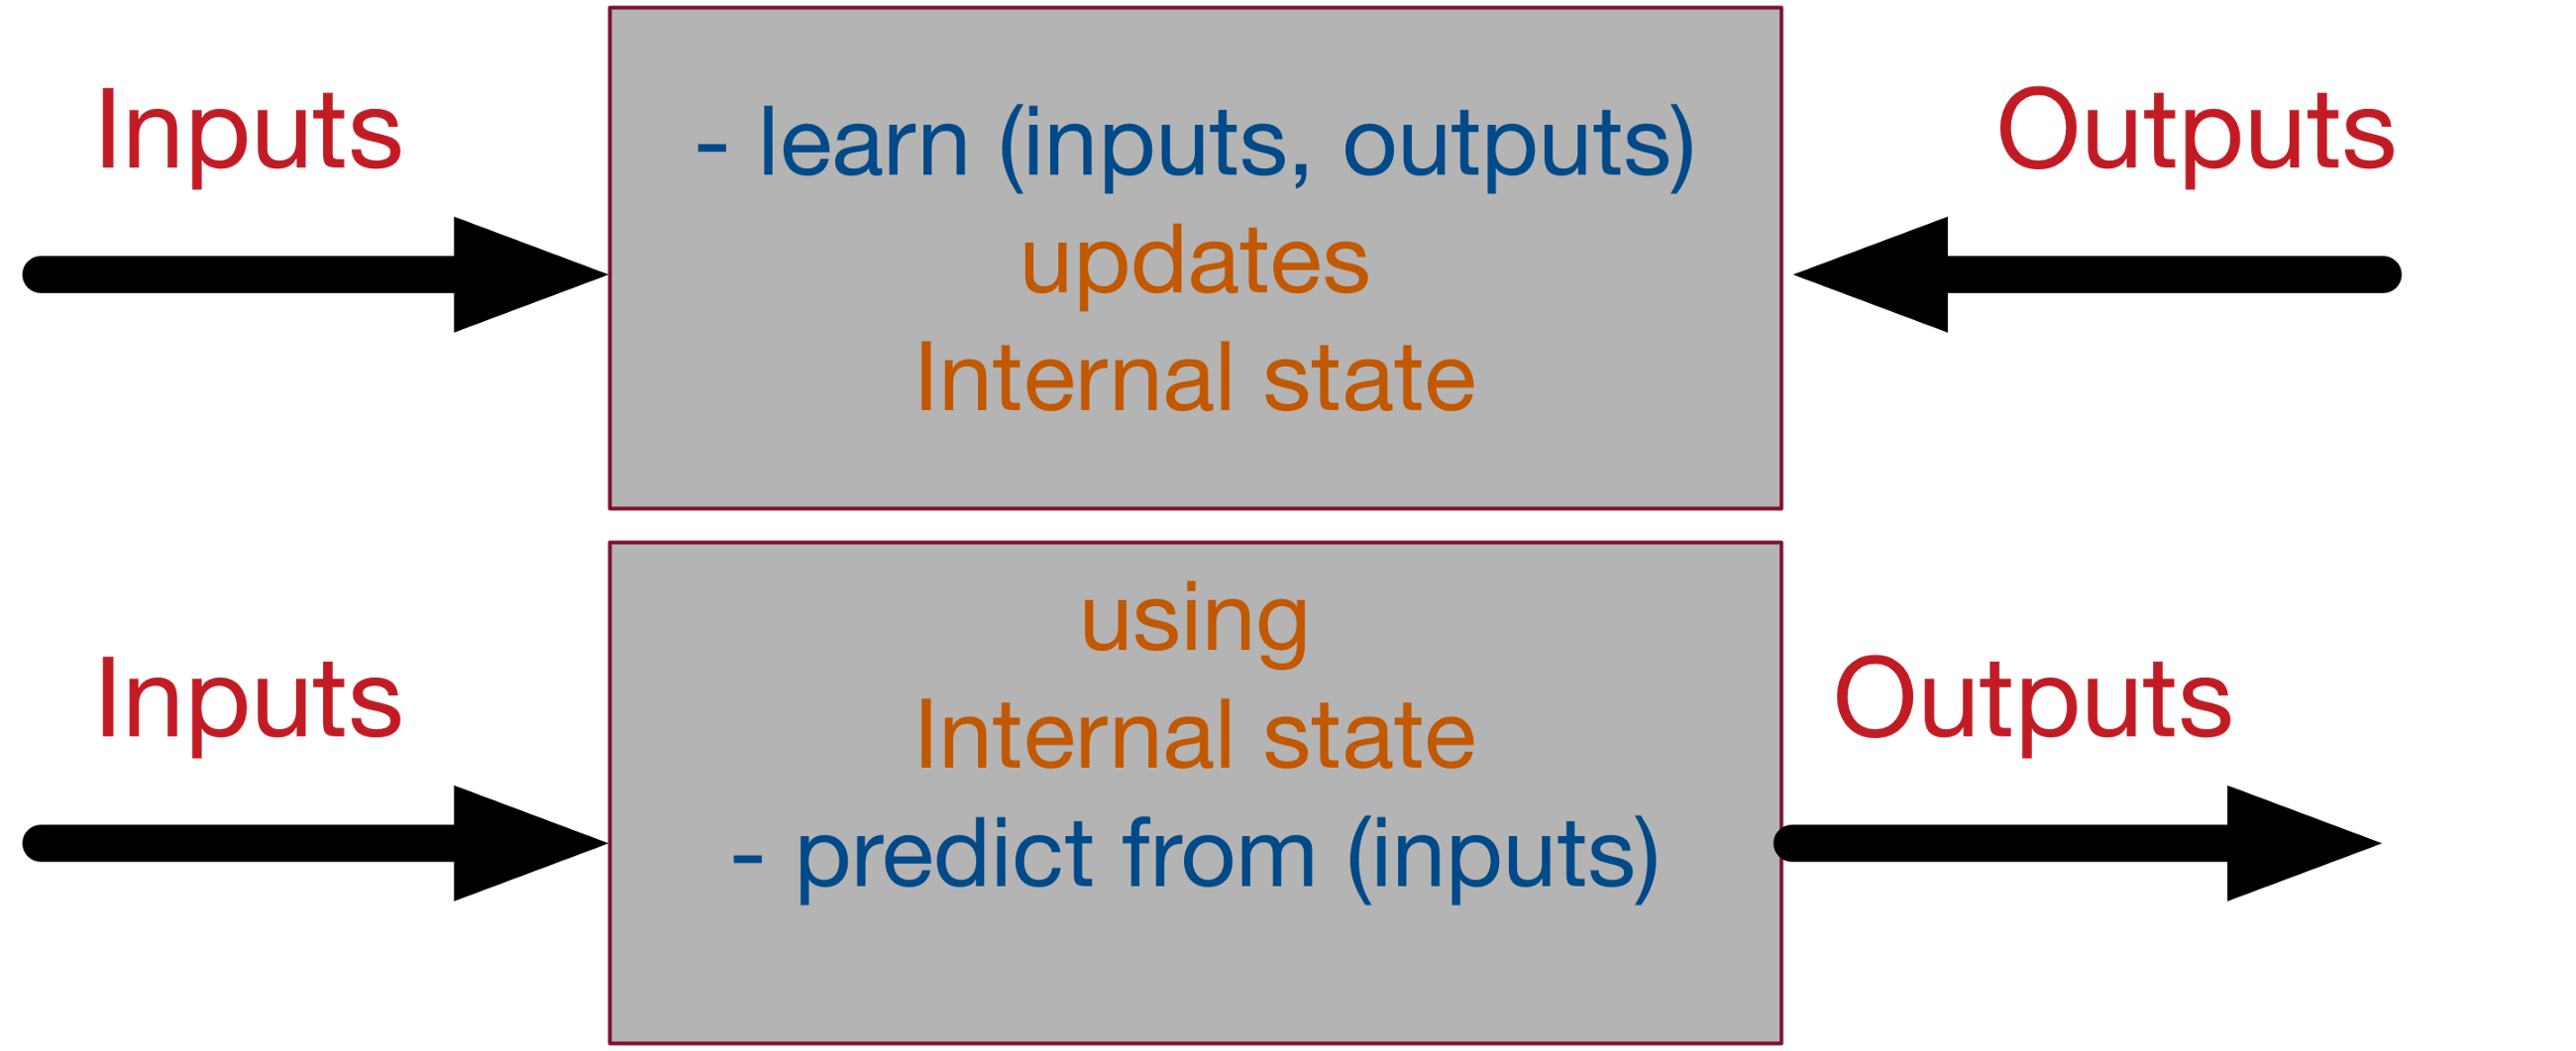 Inputs
- learn (inputs, outputs)
updates
Internal state
Outputs
Inputs
using
Internal state
- predict from (inputs)
Outputs